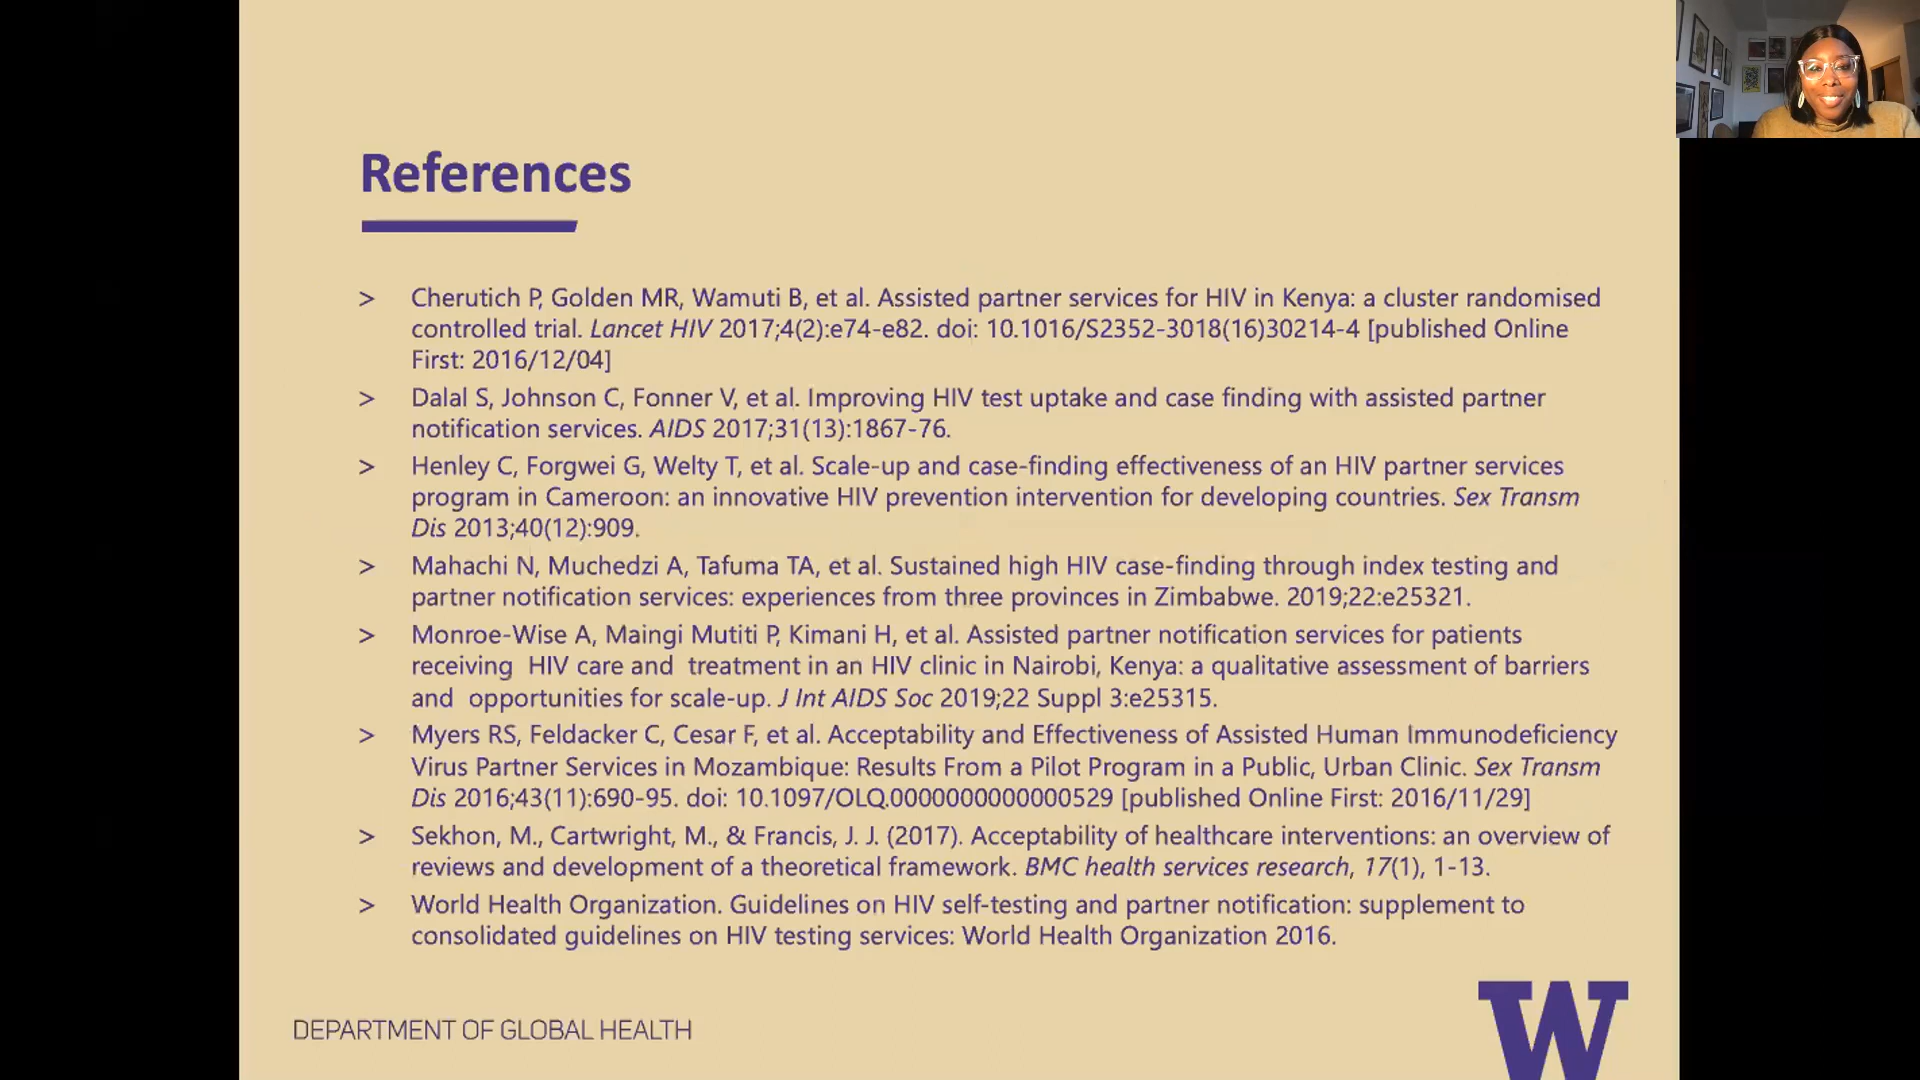 References
> Cherutich P, Golden MR, Wamuti B, et al. Assisted partner services for HIV in Kenya: a cluster randomised
controlled trial. Lancet HIV 2017;4(2):e74-e82. doi: 10.1016/S2352-3018(16)30214-4 [published Online
First: 2016/12/04]
> Dalal S, Johnson C, Fonner V, et al. Improving HIV test uptake and case finding with assisted partner
notification services. AIDS 2017;31(13):1867-76.
> Henley C, Forgwei G, Welty T, et al. Scale-up and case-finding effectiveness of an HIV partner services
program in Cameroon: an innovative HIV prevention intervention for developing countries. Sex Transm
Dis 2013;40(12):909.
> Mahachi N, Muchedzi A, Tafuma TA, et al. Sustained high HIV case-finding through index testing and
partner notification services: experiences from three provinces in Zimbabwe. 2019;22:e25321.
> Monroe-Wise A, Maingi Mutiti P, Kimani H, et al. Assisted partner notification services for patients
receiving HIV care and treatment in an HIV clinic in Nairobi, Kenya: a qualitative assessment of barriers
and opportunities for scale-up. J Int AIDS Soc 2019;22 Suppl 3:e25315.
> Myers RS, Feldacker C, Cesar F, et al. Acceptability and Effectiveness of Assisted Human Immunodeficiency
Virus Partner Services in Mozambique: Results From a Pilot Program in a Public, Urban Clinic. Sex Transm
Dis 2016;43(11):690-95. doi: 10.1097/OLQ.0000000000000529 [published Online First: 2016/11/29]
> Sekhon, M., Cartwright, M., & Francis, J. J. (2017). Acceptability of healthcare interventions: an overview of
reviews and development of a theoretical framework. BMC health services research, 17(1), 1-13.
> World Health Organization. Guidelines on HIV self-testing and partner notification: supplement to
consolidated guidelines on HIV testing services: World Health Organization 2016.
DEPARTMENT OF GLOBAL HEALTH
W